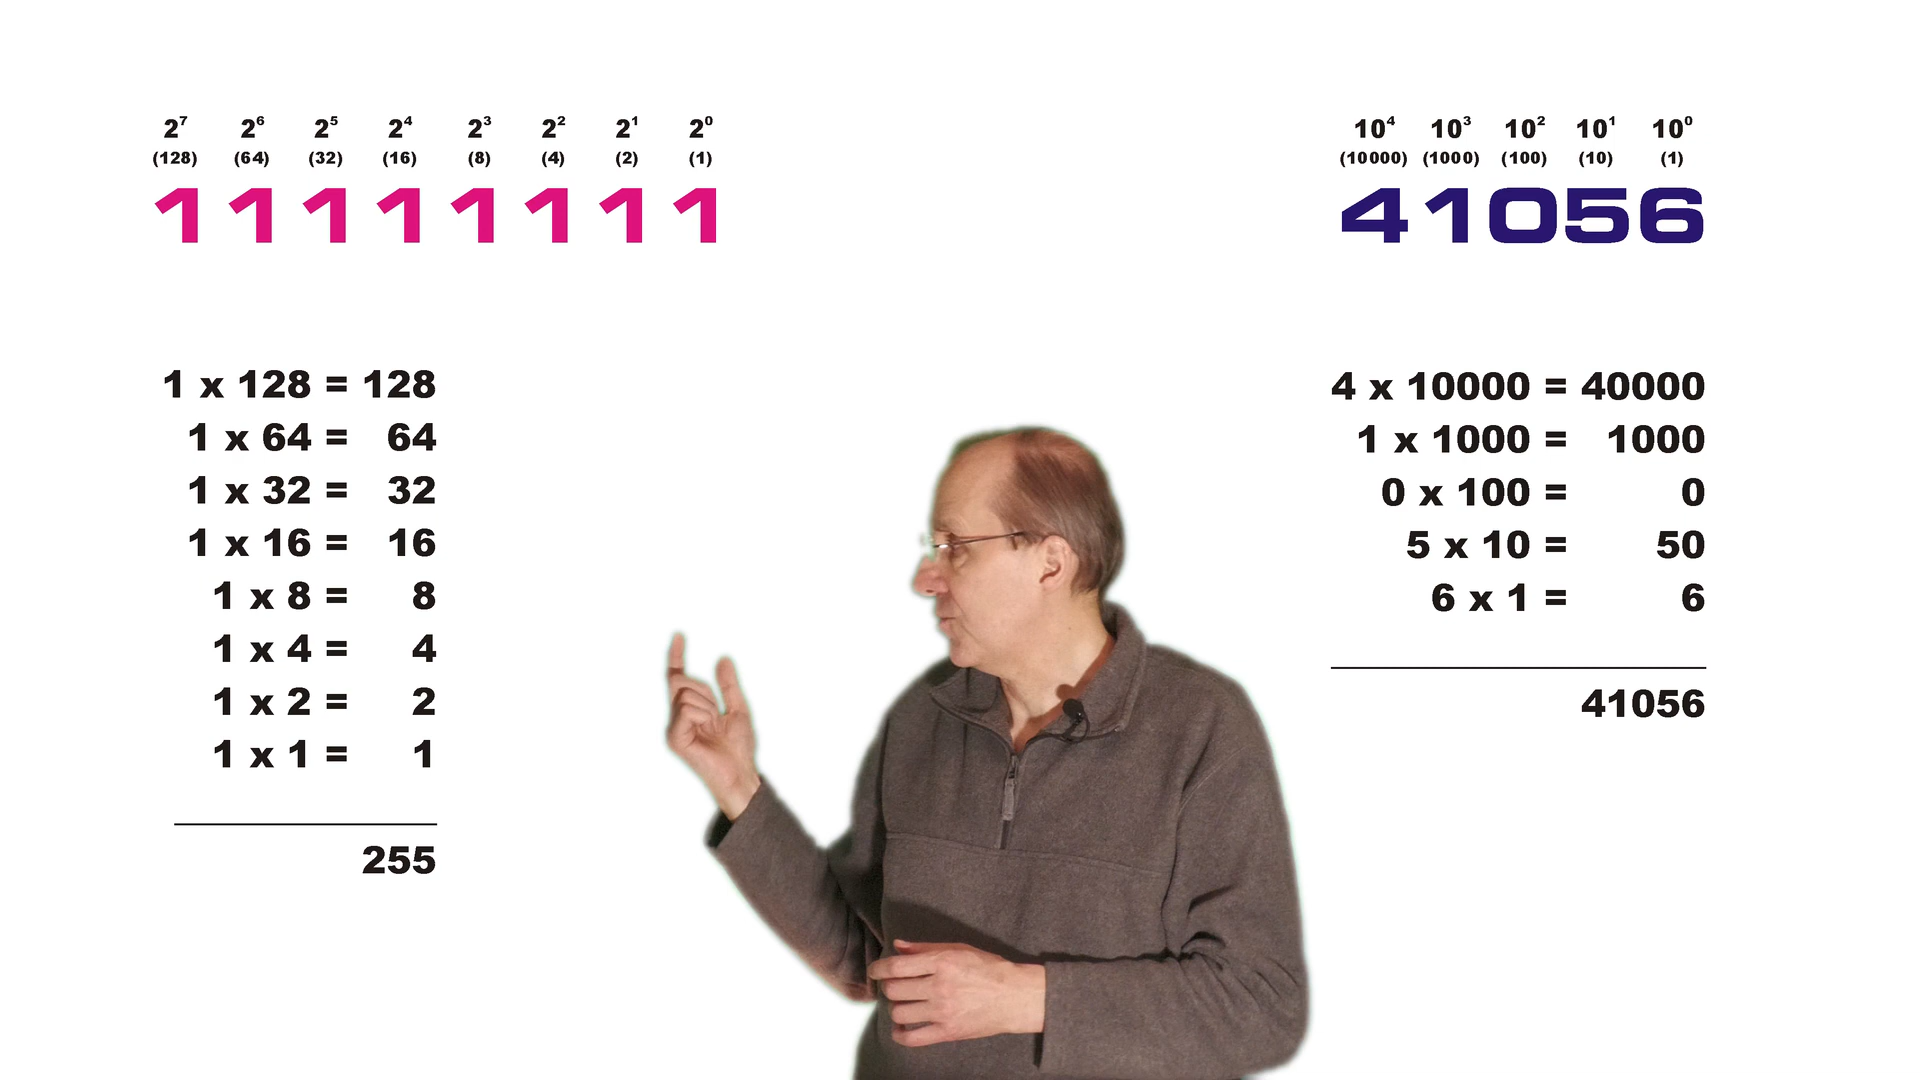 2⁷ 2⁶ 2⁵ 2⁴ 2³ 2² 2¹ 2⁰
(128) (64) (32) (16) (8) (4) (2) (1)
1 1 1 1 1 1 1 1
1 x 128 = 128
1 x 64 = 64
1 x 32 = 32
1 x 16 = 16
1 x 8 = 8
1 x 4 = 4
1 x 2 = 2
1 x 1 = 1
255
10⁴ 10³ 10² 10¹ 10⁰
(10000) (1000) (100) (10) (1)
41056
4 x 10000 = 40000
1 x 1000 = 1000
0 x 100 = 0
5 x 10 = 50
6 x 1 = 6
41056